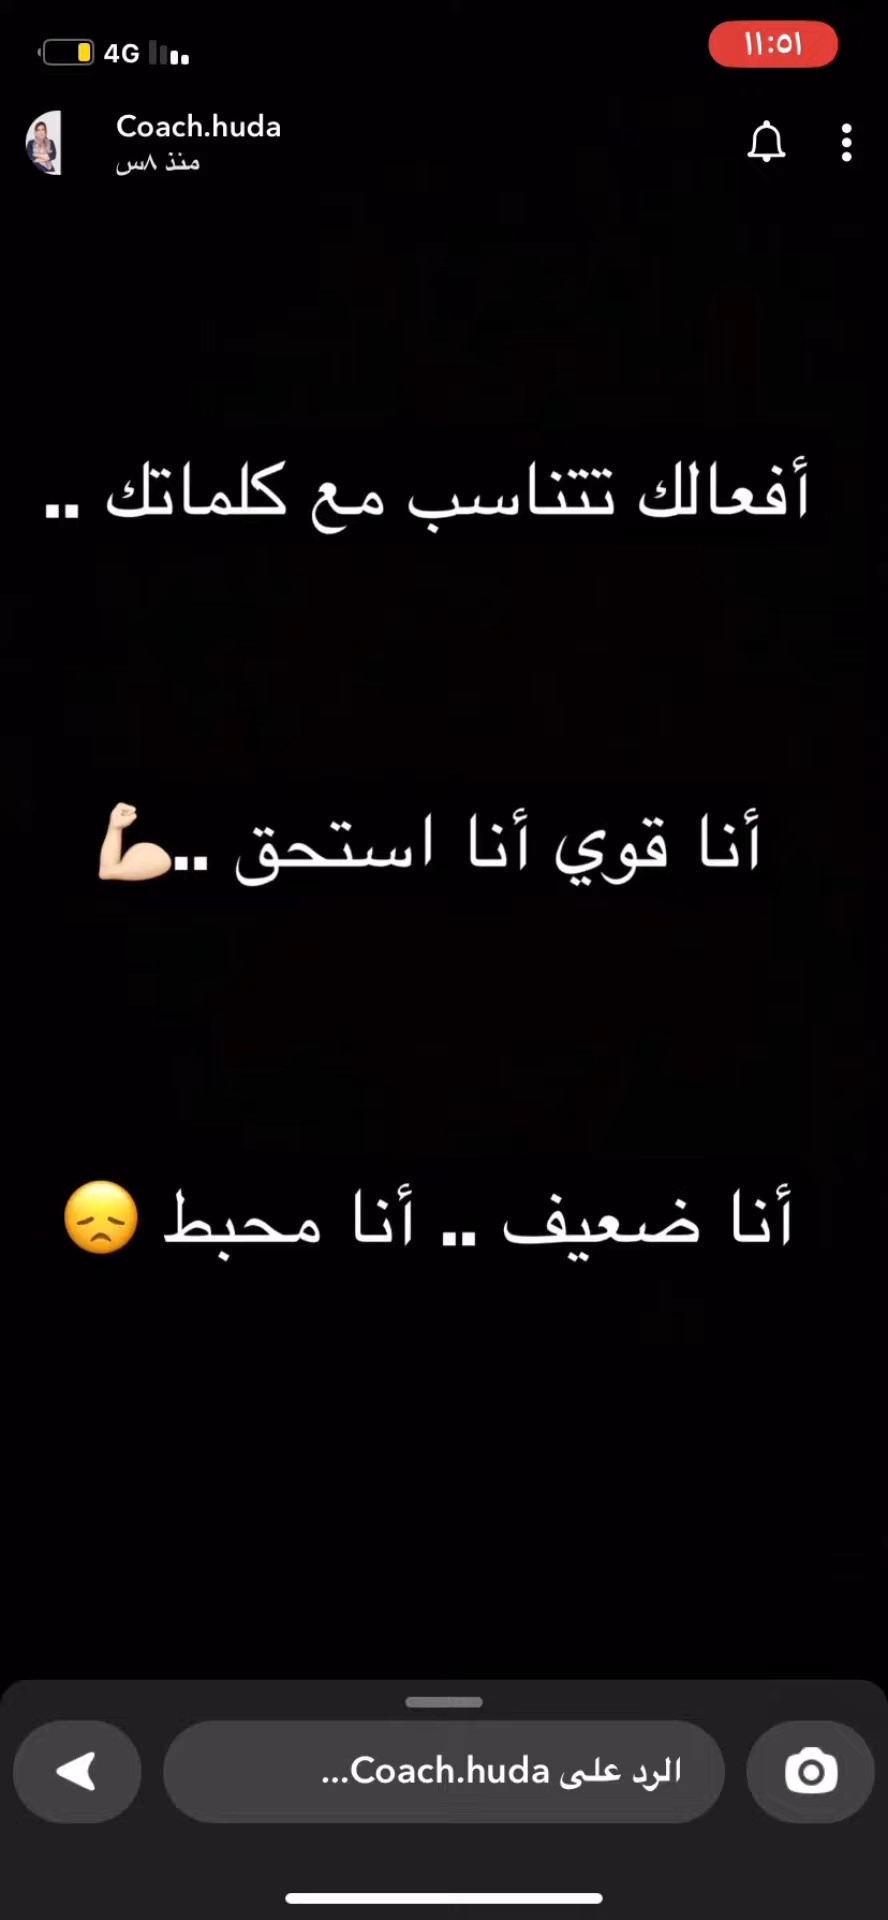 4G
١١:٥١
Coach.huda
منذ ٨س
أفعالك تتناسب مع كلماتك ..
أنا قوي أنا استحق ..💪🏻
أنا ضعيف .. أنا محبط 😞
الرد على Coach.huda...